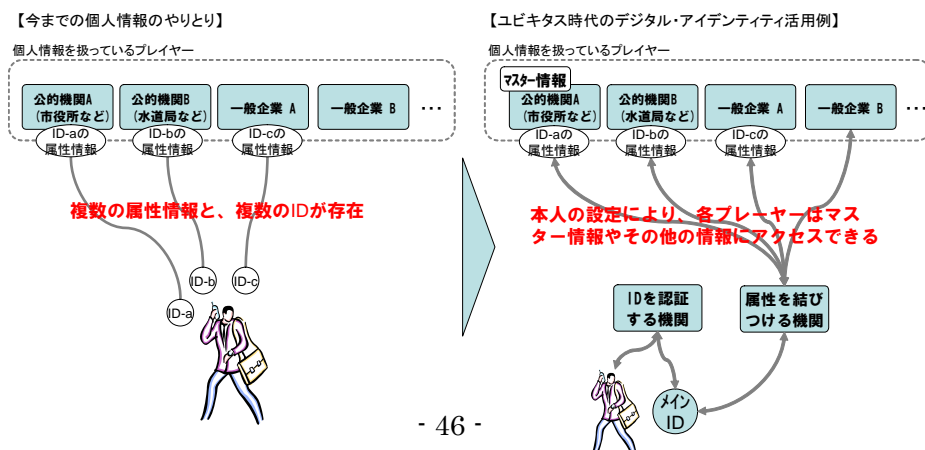 【今までの個人情報のやりとり】
個人情報を扱っているプレイヤー
公的機関A
(市役所など)
公的機関B
(水道局など)
一般企業 A
一般企業 B
･･･
ID-aの
属性情報
ID-bの
属性情報
ID-cの
属性情報
複数の属性情報と、複数のIDが存在
ID-b
ID-c
ID-a
【ユビキタス時代のデジタル・アイデンティティ活用例】
個人情報を扱っているプレイヤー
マスター情報
公的機関A
(市役所など)
公的機関B
(水道局など)
一般企業 A
一般企業 B
･･･
ID-aの
属性情報
ID-bの
属性情報
ID-cの
属性情報
本人の設定により、各プレーヤーはマス
ター情報やその他の情報にアクセスできる
IDを認証
する機関
属性を結び
つける機関
メイン
ID
- 46 -